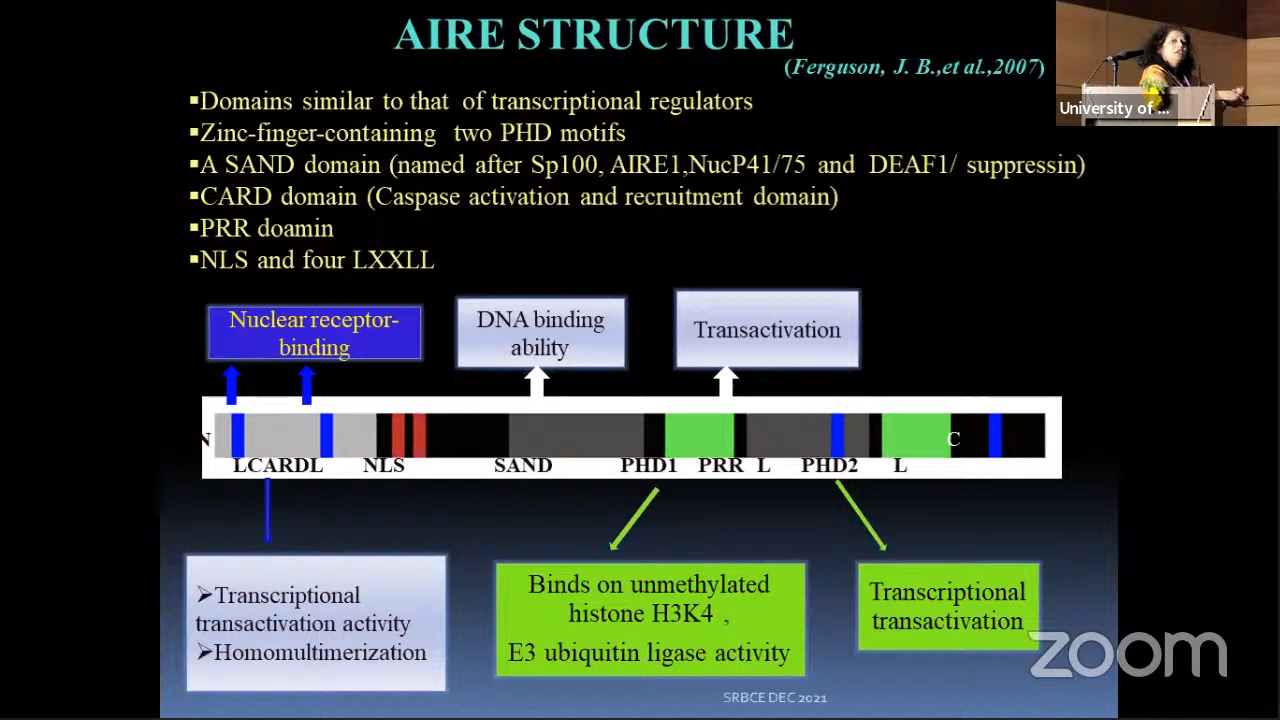 AIRE STRUCTURE
(Ferguson, J. B.,et al.,2007)
University of ...
▪Domains similar to that of transcriptional regulators
▪Zinc-finger-containing two PHD motifs
▪A SAND domain (named after Sp100, AIRE1,NucP41/75 and DEAF1/ suppressin)
▪CARD domain (Caspase activation and recruitment domain)
▪PRR doamin
▪NLS and four LXXLL
Nuclear receptor-
binding
DNA binding
ability
Transactivation
N
C
LCARDL NLS SAND PHD1 PRR L PHD2 L
➢Transcriptional
transactivation activity
➢Homomultimerization
Binds on unmethylated
histone H3K4 ,
E3 ubiquitin ligase activity
Transcriptional
transactivation
zoom
SRBCE DEC 2021